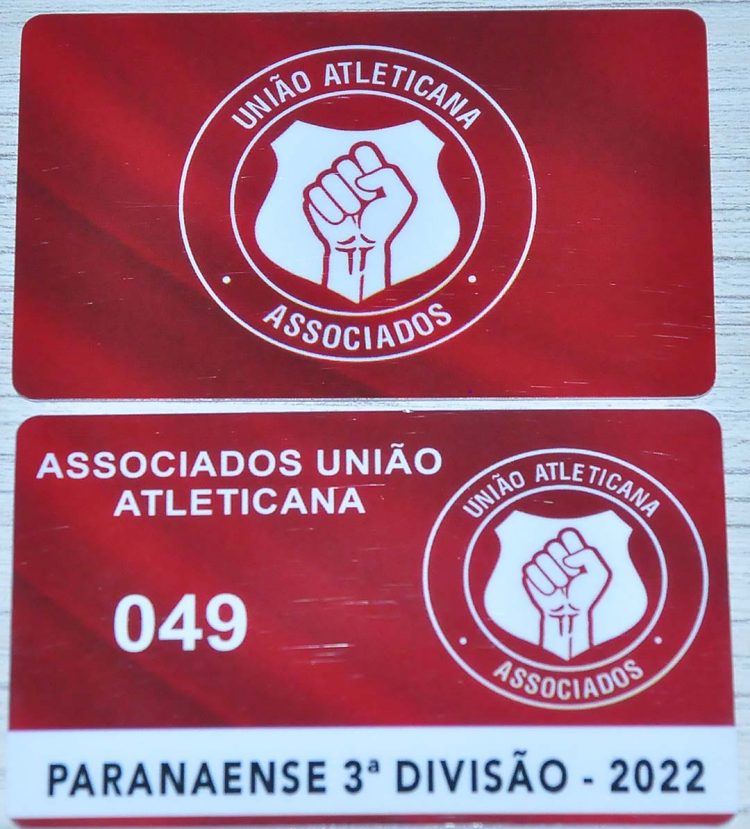 UNIÃO ATLETICANA
ASSOCIADOS
ASSOCIADOS UNIÃO
ATLETICANA
049
UNIÃO ATLETICANA
ASSOCIADOS
PARANAENSE 3ª DIVISÃO - 2022